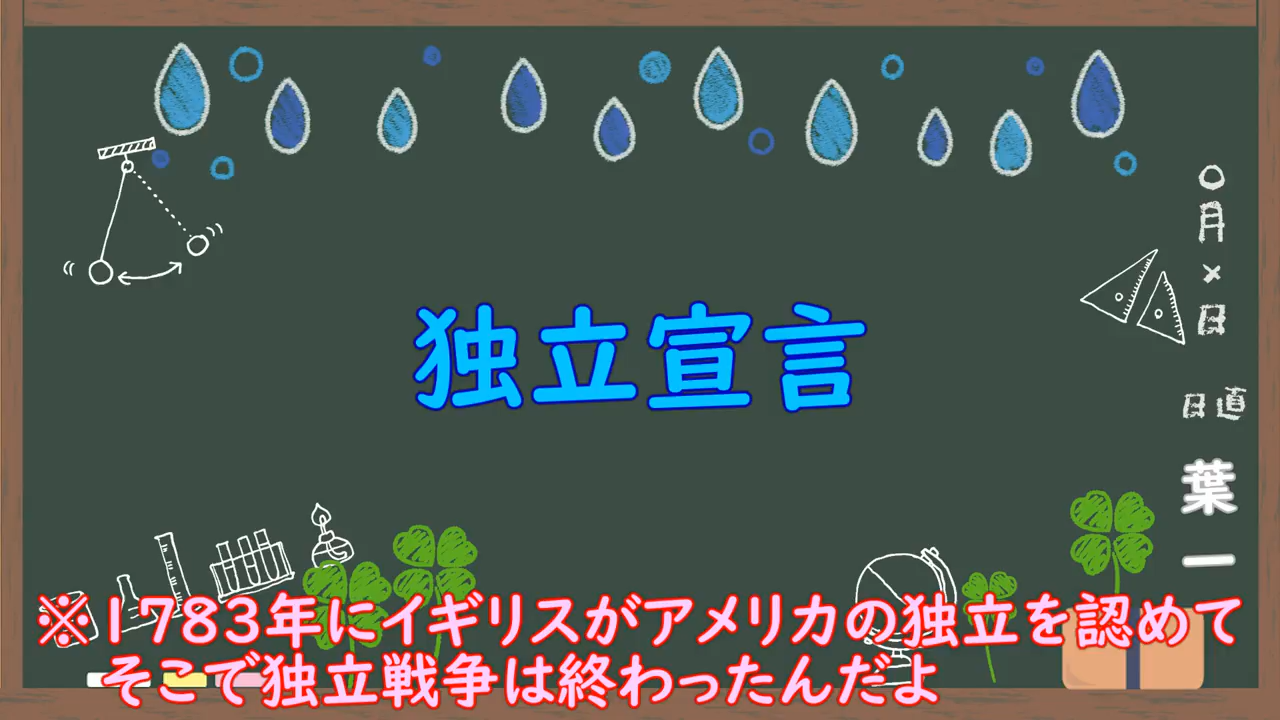 独立宣言
〇月×日
日直
葉一
※1783年にイギリスがアメリカの独立を認めて
そこで独立戦争は終わったんだよ